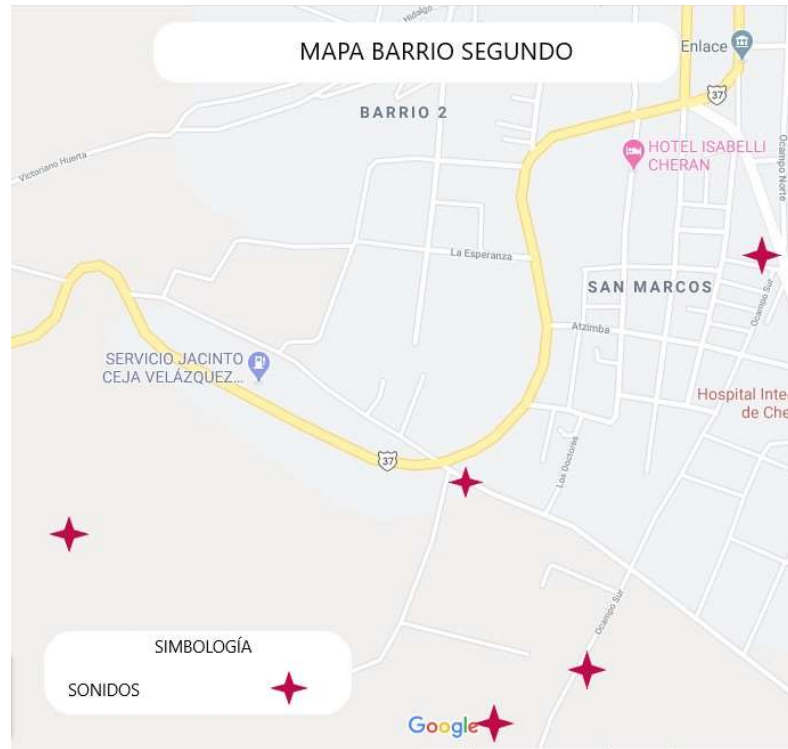 Hidalgo
MAPA BARRIO SEGUNDO
Enlace
37
BARRIO 2
HOTEL ISABELLI
CHERAN
Ocampo Norte
Victoriano Huerta
La Esperanza
SAN MARCOS
Ocampo Sur
Atzimba
SERVICIO JACINTO
CEJA VELÁZQUEZ...
Hospital Inte
de Che
Los Doctores
37
Ocampo Sur
SIMBOLOGÍA
SONIDOS
Google